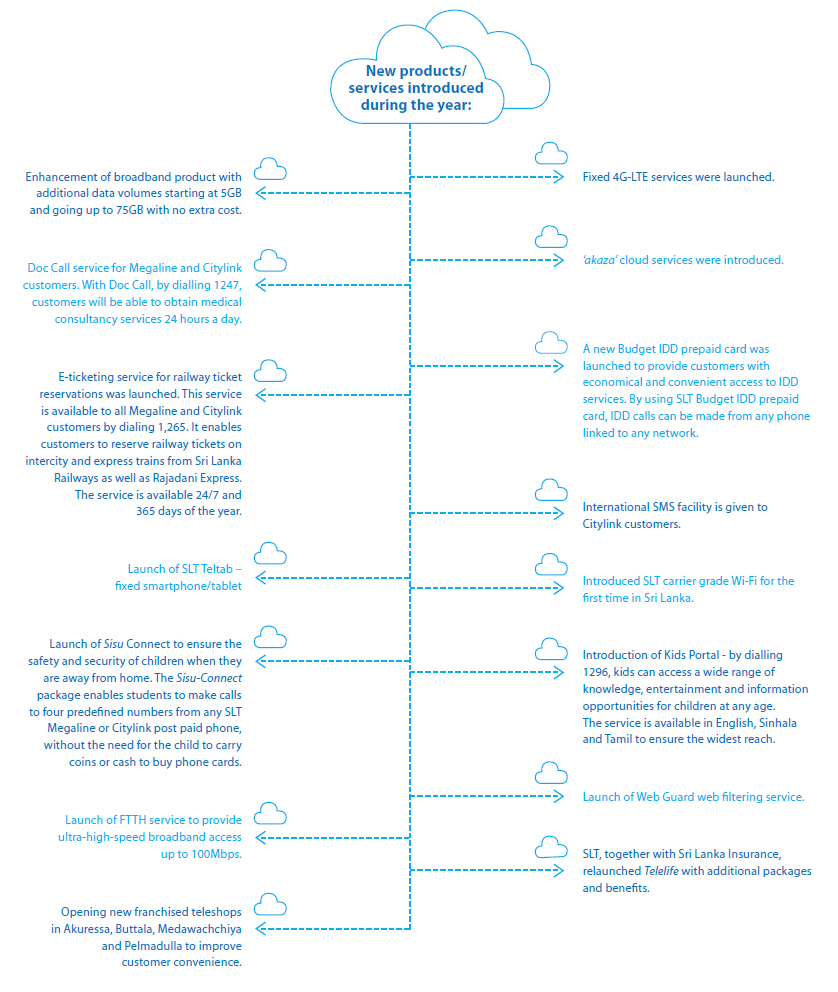 New products/
services introduced
during the year:
Enhancement of broadband product with
additional data volumes starting at 5GB
and going up to 75GB with no extra cost.
Doc Call service for Megaline and Citylink
customers. With Doc Call, by dialling 1247,
customers will be able to obtain medical
consultancy services 24 hours a day.
E-ticketing service for railway ticket
reservations was launched. This service
is available to all Megaline and Citylink
customers by dialing 1,265. It enables
customers to reserve railway tickets on
intercity and express trains from Sri Lanka
Railways as well as Rajadani Express.
The service is available 24/7 and
365 days of the year.
Launch of SLT Teltab –
fixed smartphone/tablet
Launch of Sisu Connect to ensure the
safety and security of children when they
are away from home. The Sisu-Connect
package enables students to make calls
to four predefined numbers from any SLT
Megaline or Citylink post paid phone,
without the need for the child to carry
coins or cash to buy phone cards.
Launch of FTTH service to provide
ultra-high-speed broadband access
up to 100Mbps.
Opening new franchised teleshops
in Akuressa, Buttala, Medawachchiya
and Pelmadulla to improve
customer convenience.
Fixed 4G-LTE services were launched.
‘akaza’ cloud services were introduced.
A new Budget IDD prepaid card was
launched to provide customers with
economical and convenient access to IDD
services. By using SLT Budget IDD prepaid
card, IDD calls can be made from any phone
linked to any network.
International SMS facility is given to
Citylink customers.
Introduced SLT carrier grade Wi-Fi for the
first time in Sri Lanka.
Introduction of Kids Portal - by dialling
1296, kids can access a wide range of
knowledge, entertainment and information
opportunities for children at any age.
The service is available in English, Sinhala
and Tamil to ensure the widest reach.
Launch of Web Guard web filtering service.
SLT, together with Sri Lanka Insurance,
relaunched Telelife with additional packages
and benefits.